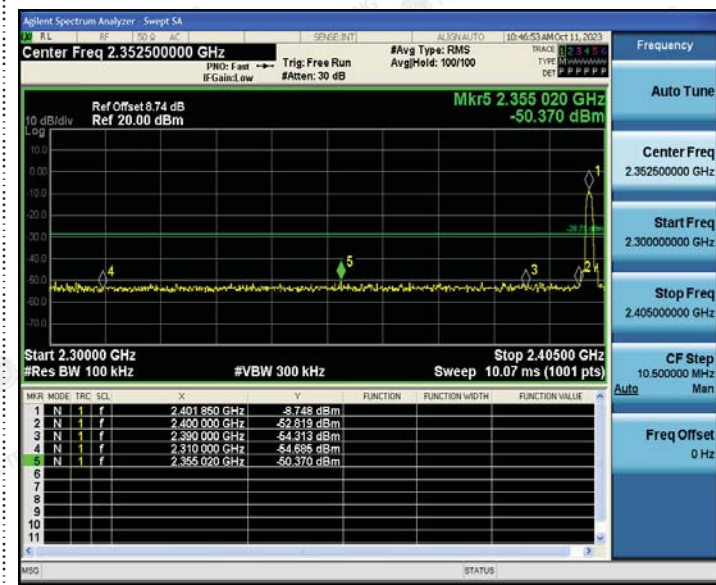 Agilent Spectrum Analyzer - Swept SA
RL RF 50 Ω AC SENSE:INT ALIGN AUTO 10:46:53 AM Oct 11, 2023
Center Freq 2.352500000 GHz #Avg Type: RMS TRACE 1 2 3 4 5 6
PNO: Fast Trig: Free Run Avg|Hold: 100/100 TYPE M
IFGain:Low #Atten: 30 dB DET P P P P P P
Ref Offset 8.74 dB Mkr5 2.355 020 GHz
10 dB/div Ref 20.00 dBm -50.370 dBm
Log
10.0
0.00
-10.0
-20.0
-30.0
-40.0
-50.0
-60.0
-70.0
1
2
3
4
5
Start 2.30000 GHz Stop 2.40500 GHz
#Res BW 100 kHz #VBW 300 kHz Sweep 10.07 ms (1001 pts)
MKR MODE TRC SCL X Y FUNCTION FUNCTION WIDTH FUNCTION VALUE
1 N 1 f 2.401 850 GHz -8.748 dBm
2 N 1 f 2.400 000 GHz -52.819 dBm
3 N 1 f 2.390 000 GHz -54.313 dBm
4 N 1 f 2.310 000 GHz -54.685 dBm
5 N 1 f 2.355 020 GHz -50.370 dBm
6
7
8
9
10
11
MSG STATUS
Frequency
Auto Tune
Center Freq
2.352500000 GHz
Start Freq
2.300000000 GHz
Stop Freq
2.405000000 GHz
CF Step
10.500000 MHz
Auto Man
Freq Offset
0 Hz